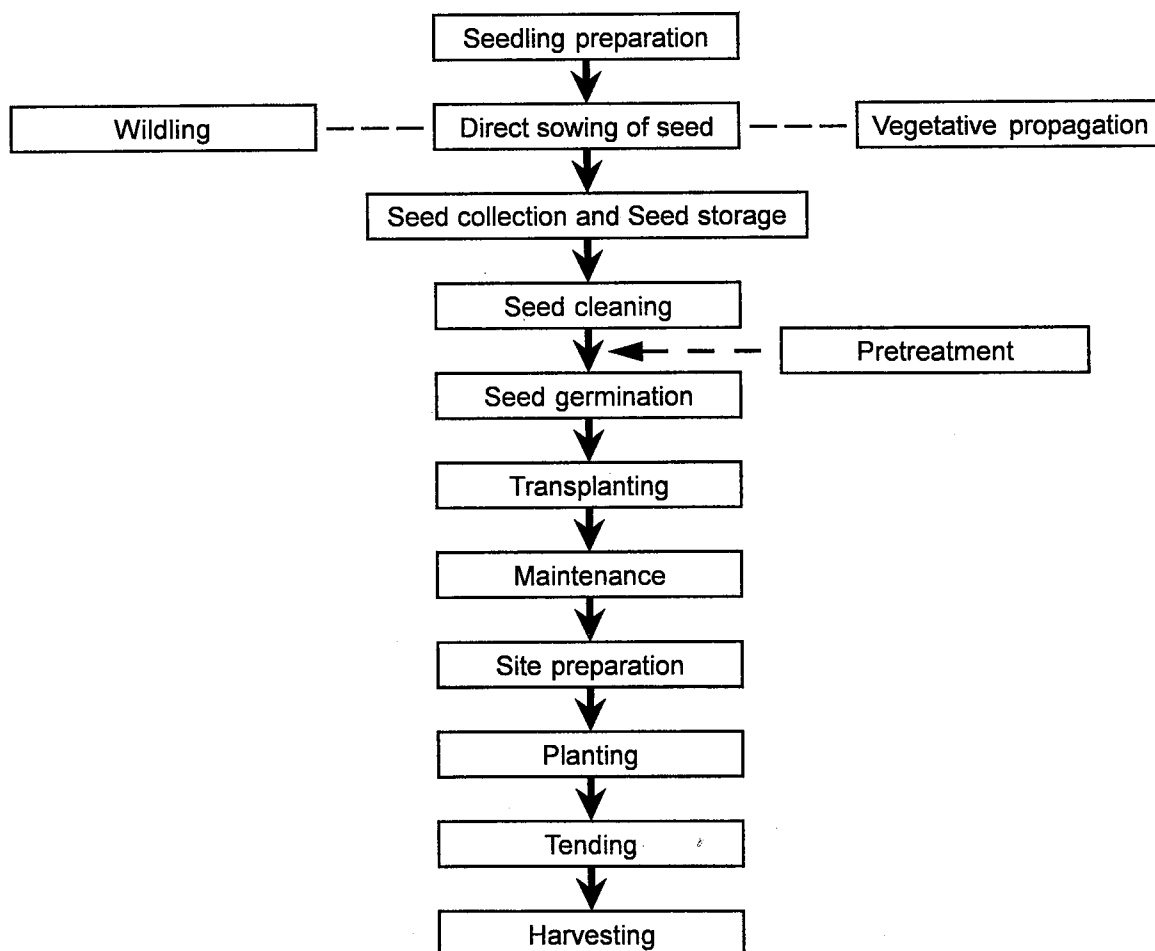 Seedling preparation
Wildling
Direct sowing of seed
Vegetative propagation
Seed collection and Seed storage
Seed cleaning
Pretreatment
Seed germination
Transplanting
Maintenance
Site preparation
Planting
Tending
Harvesting